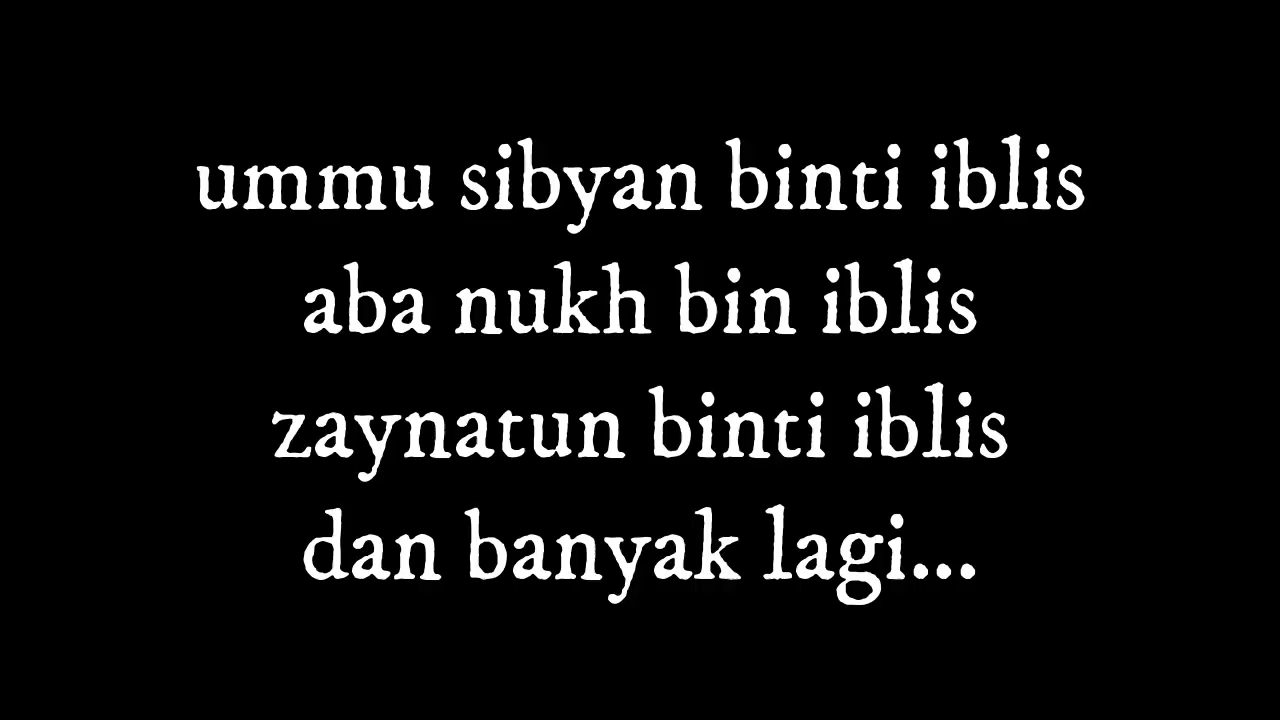 ummu sibyan binti iblis
aba nukh bin iblis
zaynatun binti iblis
dan banyak lagi...